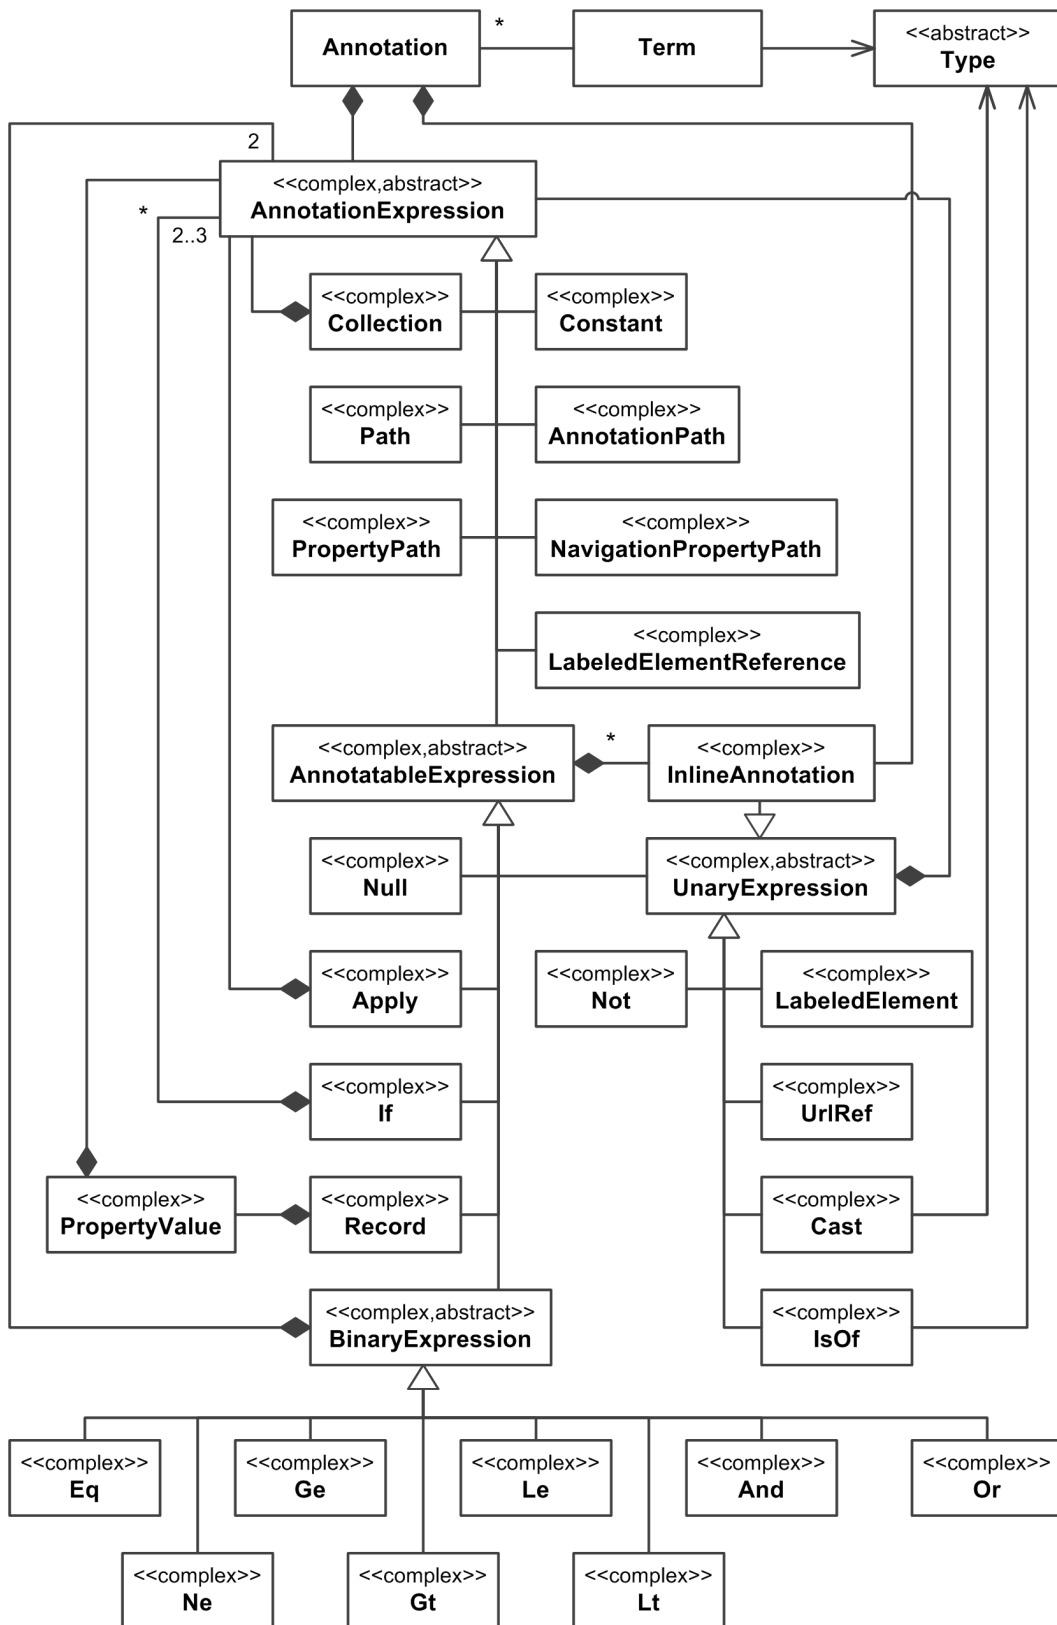 Annotation
*
Term
<<abstract>>
Type
2
<<complex,abstract>>
AnnotationExpression
*
2..3
<<complex>>
Collection
<<complex>>
Constant
<<complex>>
Path
<<complex>>
AnnotationPath
<<complex>>
PropertyPath
<<complex>>
NavigationPropertyPath
<<complex>>
LabeledElementReference
<<complex,abstract>>
AnnotatableExpression
*
<<complex>>
InlineAnnotation
<<complex>>
Null
<<complex,abstract>>
UnaryExpression
<<complex>>
Apply
<<complex>>
Not
<<complex>>
LabeledElement
<<complex>>
If
<<complex>>
UrlRef
<<complex>>
PropertyValue
<<complex>>
Record
<<complex>>
Cast
<<complex,abstract>>
BinaryExpression
<<complex>>
IsOf
<<complex>>
Eq
<<complex>>
Ge
<<complex>>
Le
<<complex>>
And
<<complex>>
Or
<<complex>>
Ne
<<complex>>
Gt
<<complex>>
Lt